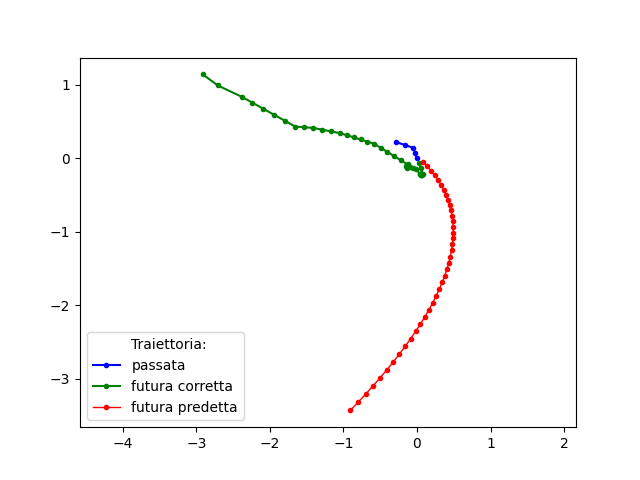 1
0
−1
−2
−3
Traiettoria:
passata
futura corretta
futura predetta
−4 −3 −2 −1 0 1 2